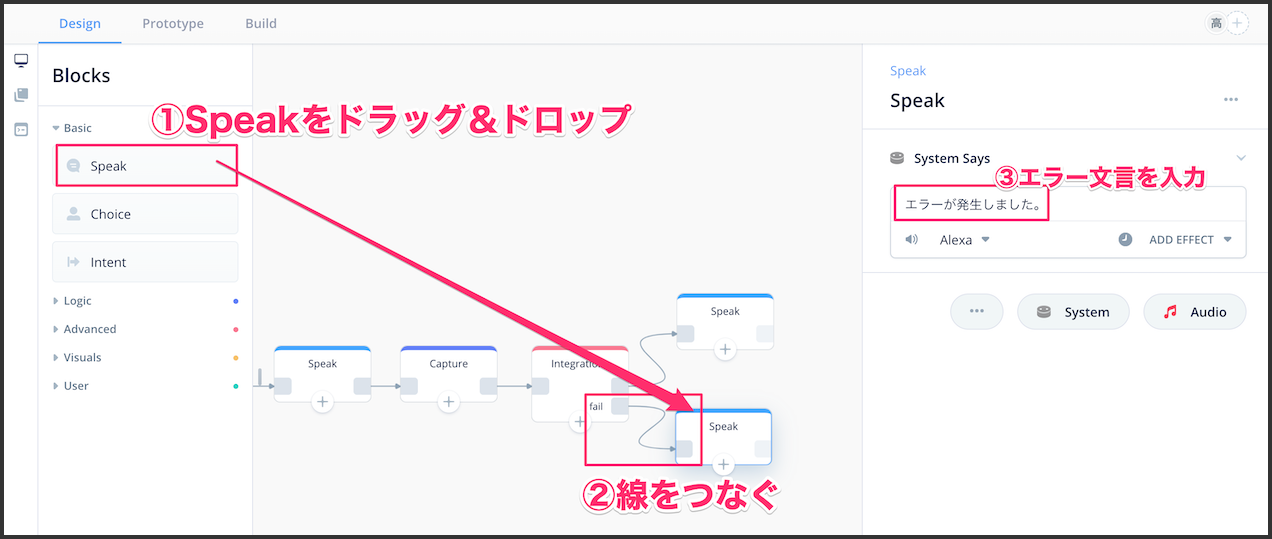 Design Prototype Build
高
Blocks
①Speakをドラッグ＆ドロップ
Basic
Speak
Choice
Intent
Logic
Advanced
Visuals
User
Speak
Capture
Integration
fail
Speak
Speak
②線をつなぐ
Speak
Speak
System Says
③エラー文言を入力
エラーが発生しました。
Alexa ADD EFFECT
System Audio